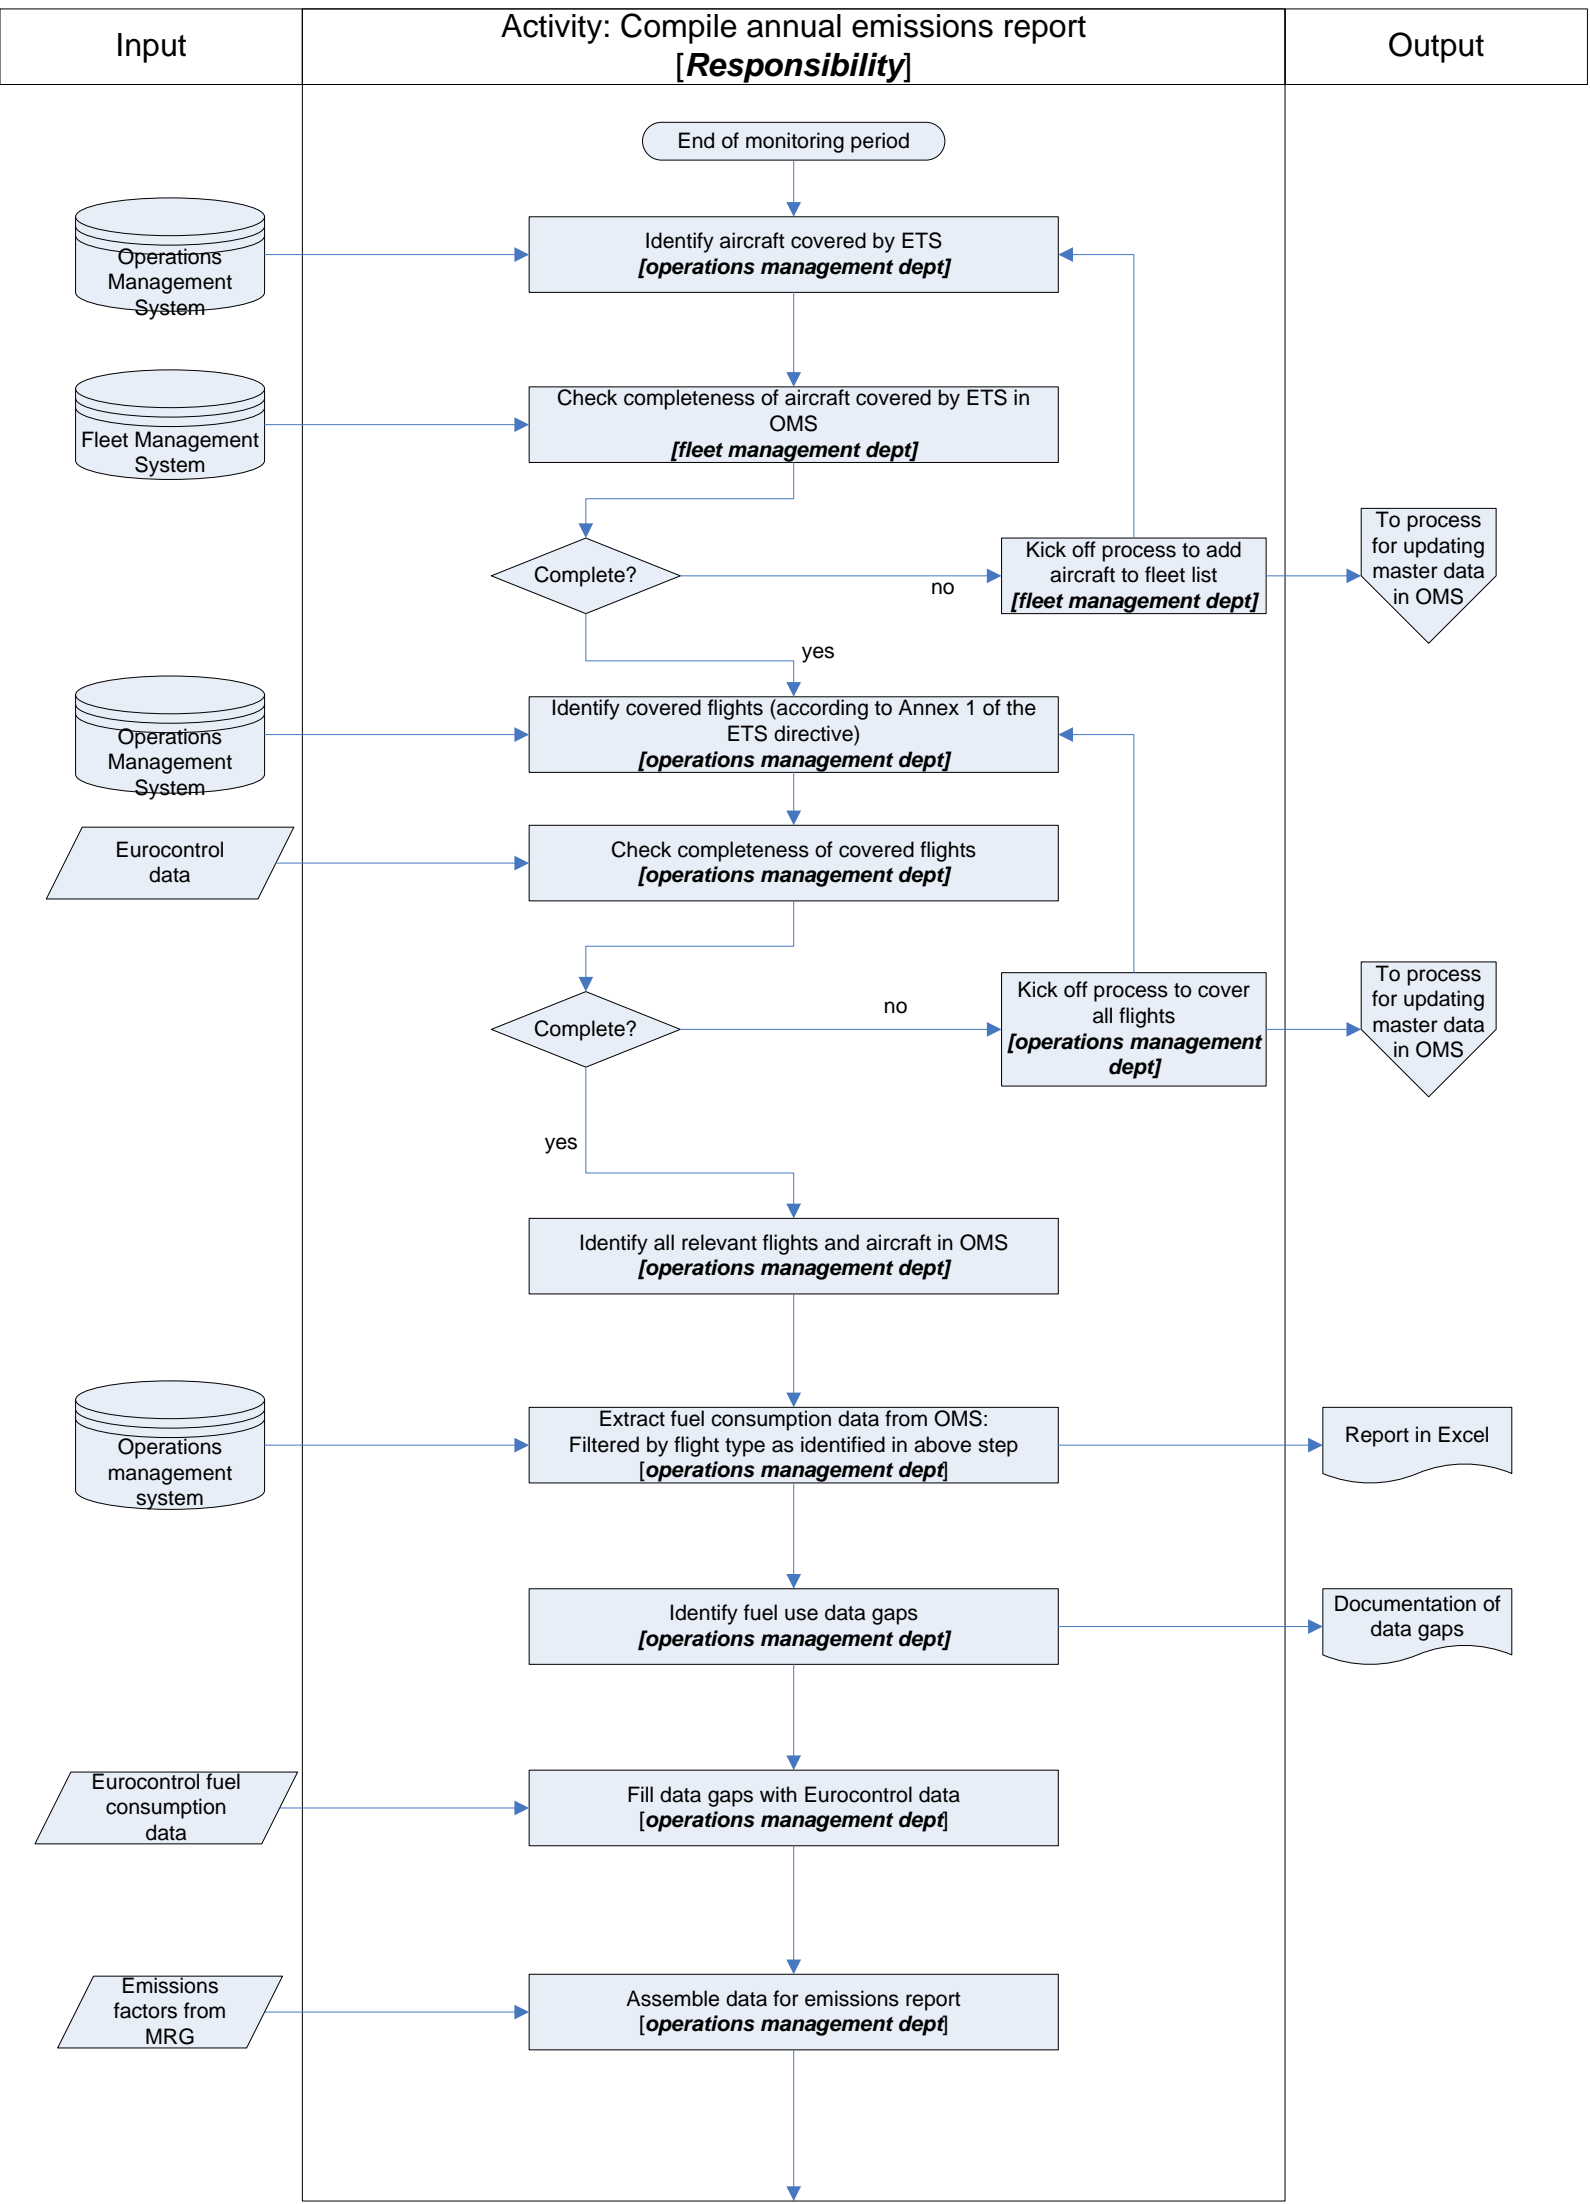 Input
Activity: Compile annual emissions report
[Responsibility]
Output
End of monitoring period
Operations
Management
System
Identify aircraft covered by ETS
[operations management dept]
Fleet Management
System
Check completeness of aircraft covered by ETS in
OMS
[fleet management dept]
Complete?
no
Kick off process to add
aircraft to fleet list
[fleet management dept]
To process
for updating
master data
in OMS
yes
Operations
Management
System
Identify covered flights (according to Annex 1 of the
ETS directive)
[operations management dept]
Eurocontrol
data
Check completeness of covered flights
[operations management dept]
Complete?
no
Kick off process to cover
all flights
[operations management
dept]
To process
for updating
master data
in OMS
yes
Identify all relevant flights and aircraft in OMS
[operations management dept]
Operations
management
system
Extract fuel consumption data from OMS:
Filtered by flight type as identified in above step
[operations management dept]
Report in Excel
Identify fuel use data gaps
[operations management dept]
Documentation of
data gaps
Eurocontrol fuel
consumption
data
Fill data gaps with Eurocontrol data
[operations management dept]
Emissions
factors from
MRG
Assemble data for emissions report
[operations management dept]